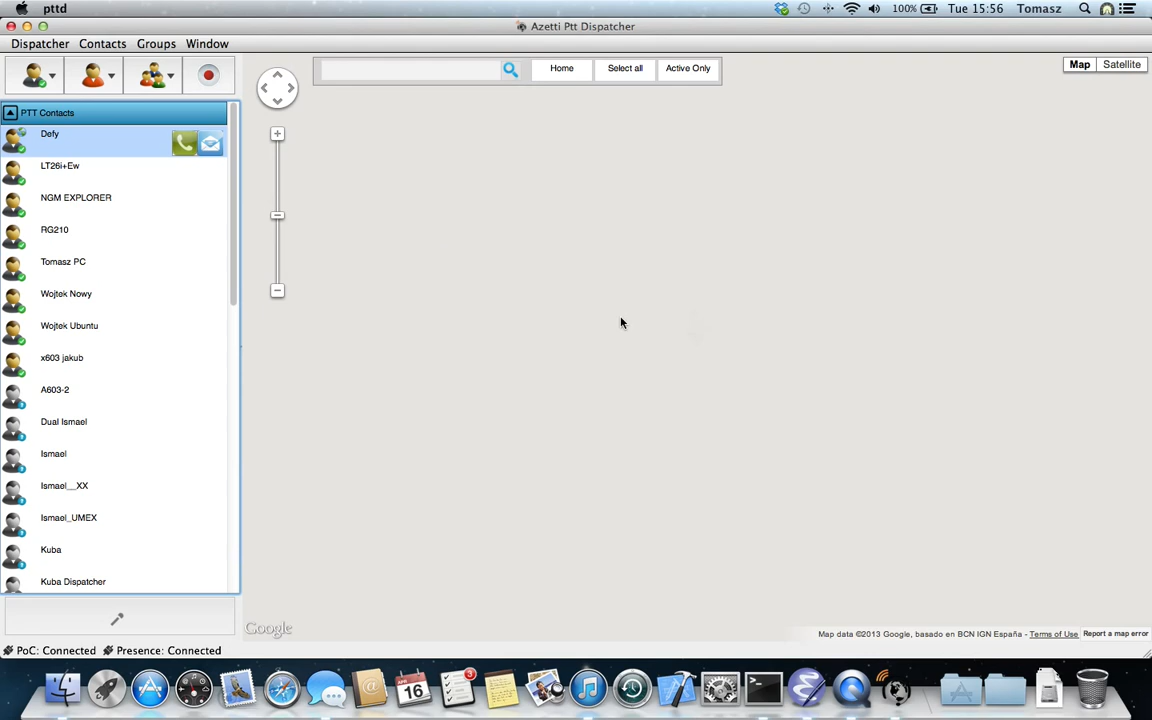 pttd
100%
Tue 15:56
Tomasz
Azetti Ptt Dispatcher
Dispatcher Contacts Groups Window
Home
Select all
Active Only
Map
Satellite
PTT Contacts
Defy
LT26i+Ew
NGM EXPLORER
RG210
Tomasz PC
Wojtek Nowy
Wojtek Ubuntu
x603 jakub
A603-2
Dual Ismael
Ismael
Ismael__XX
Ismael_UMEX
Kuba
Kuba Dispatcher
Google
Map data ©2013 Google, basado en BCN IGN España - Terms of Use
Report a map error
PoC: Connected
Presence: Connected
APR
16
3